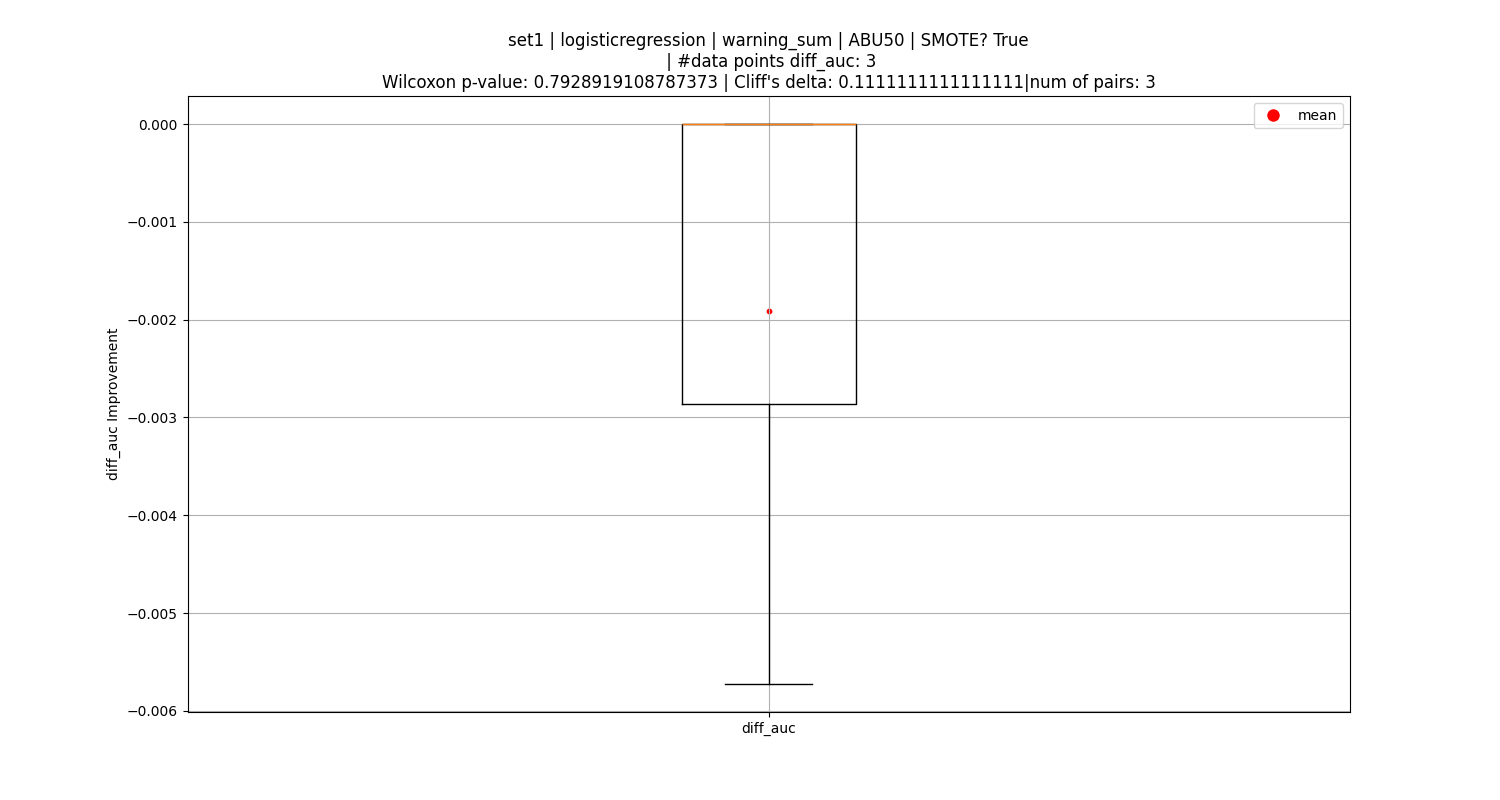 set1 | logisticregression | warning_sum | ABU50 | SMOTE? True
| #data points diff_auc: 3
Wilcoxon p-value: 0.7928919108787373 | Cliff's delta: 0.1111111111111111|num of pairs: 3
mean
0.000
−0.001
−0.002
−0.003
−0.004
−0.005
−0.006
diff_auc Improvement
diff_auc